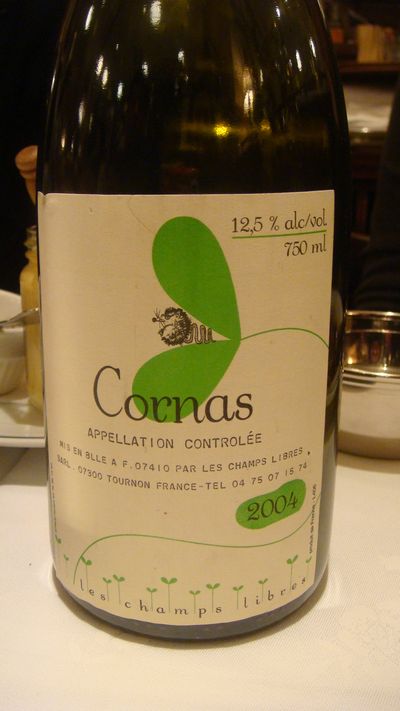 12,5 % alc/vol.
750 ml
Cornas
APPELLATION CONTROLÉE
MIS EN BLLE A F.07410 PAR LES CHAMPS LIBRES,
SARL. 07300 TOURNON FRANCE-TEL 04 75 07 15 74
2004
les champs libres